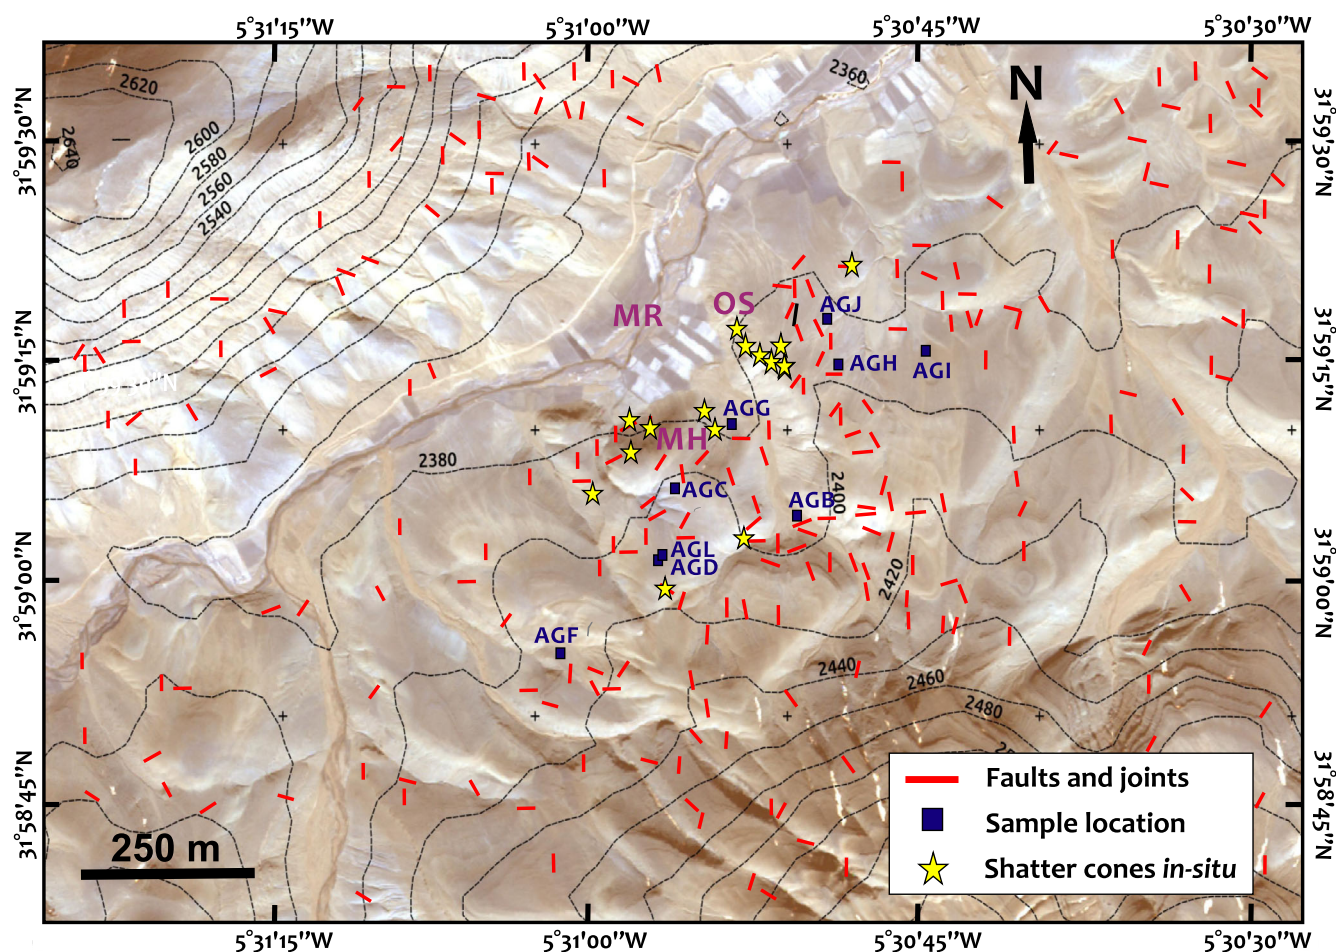 5°31'15''W
5°31'00''W
5°30'45''W
5°30'30''W
31°59'30''N
31°59'30''N
2360
2620
2600
2640
2580
2560
2540
N
MR
OS
AGJ
AGH
AGI
31°59'15''N
31°59'15''N
AGG
MH
2380
AGC
AGB
2400
AGL
AGD
2420
31°59'00''N
31°59'00''N
AGF
2440
2460
2480
Faults and joints
Sample location
Shatter cones in-situ
250 m
31°58'45''N
31°58'45''N
5°31'15''W
5°31'00''W
5°30'45''W
5°30'30''W